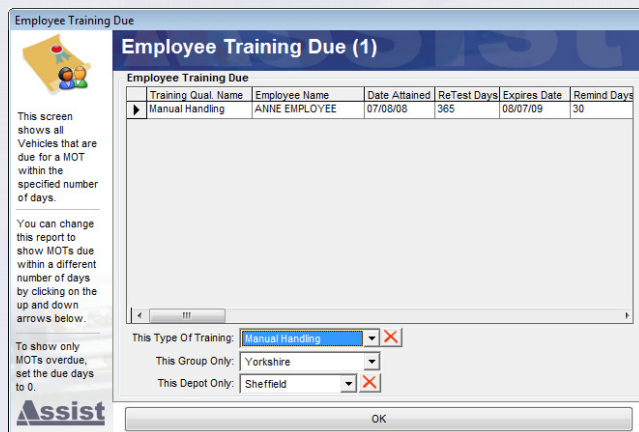 Employee Training Due
Employee Training Due (1)
This screen
shows all
Vehicles that are
due for a MOT
within the
specified number
of days.
You can change
this report to
show MOTs due
within a different
number of days
by clicking on the
up and down
arrows below.
To show only
MOTs overdue,
set the due days
to 0.
Assist
Employee Training Due
Training Qual. Name Employee Name Date Attained ReTest Days Expires Date Remind Days
Manual Handling ANNE EMPLOYEE 07/08/08 365 08/07/09 30
This Type Of Training: Manual Handling
This Group Only: Yorkshire
This Depot Only: Sheffield
OK